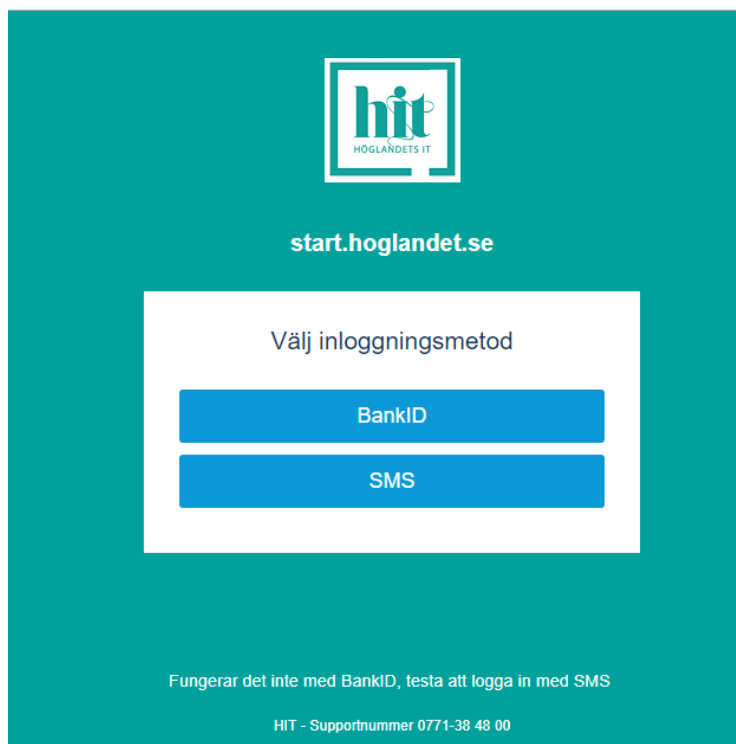 hit
HÖGLANDETS IT
start.hoglandet.se
Välj inloggningsmetod
BankID
SMS
Fungerar det inte med BankID, testa att logga in med SMS
HIT - Supportnummer 0771-38 48 00